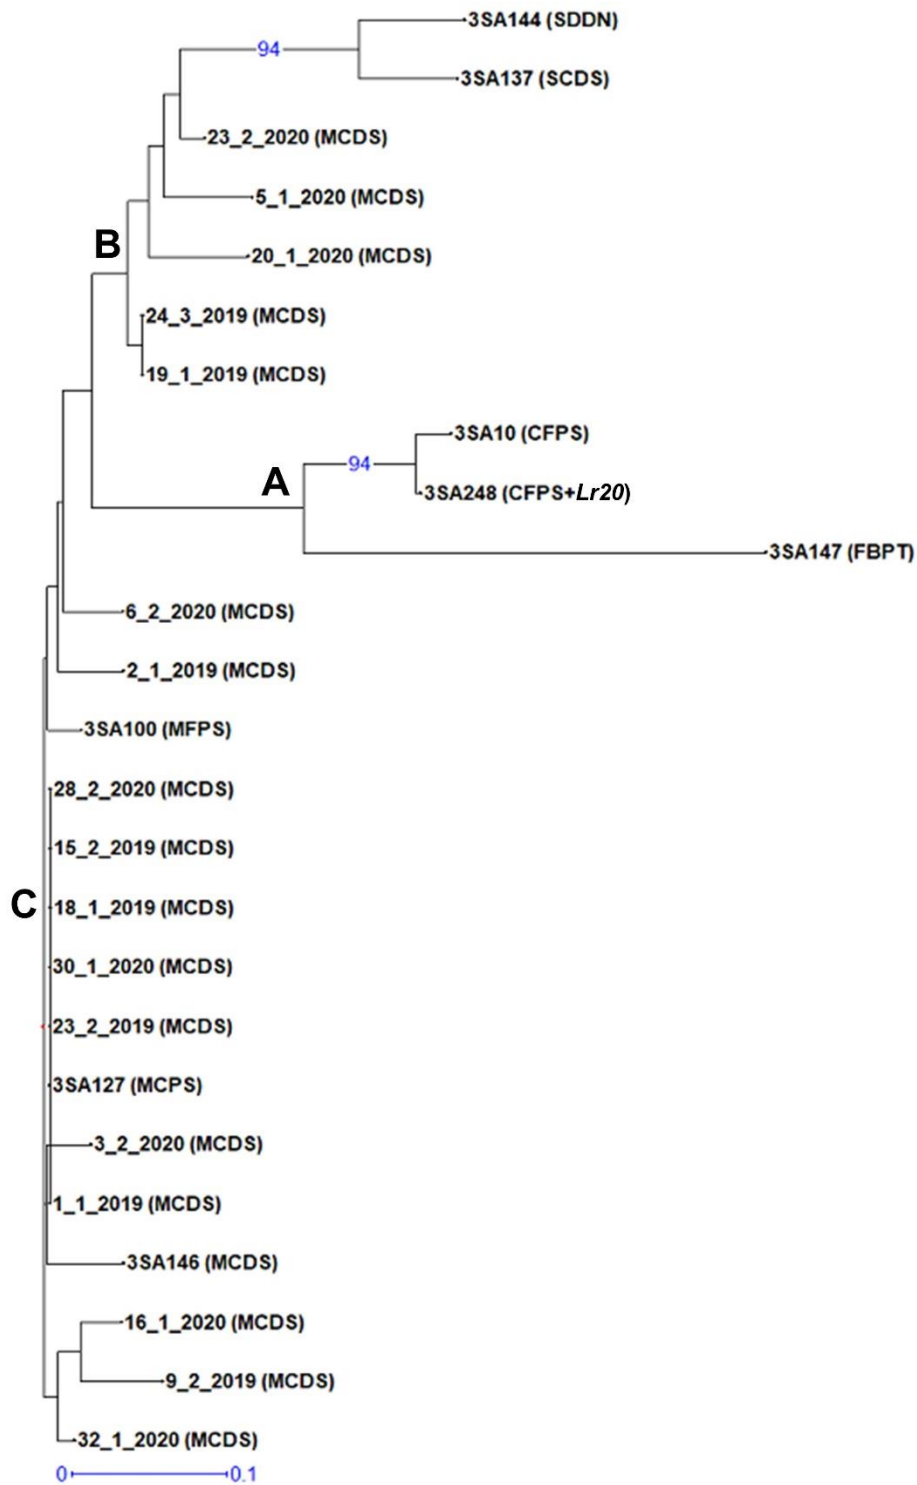 3SA144 (SDDN)
94
3SA137 (SCDS)
23_2_2020 (MCDS)
5_1_2020 (MCDS)
B
20_1_2020 (MCDS)
24_3_2019 (MCDS)
19_1_2019 (MCDS)
3SA10 (CFPS)
94
A
3SA248 (CFPS+Lr20)
3SA147 (FBPT)
6_2_2020 (MCDS)
2_1_2019 (MCDS)
3SA100 (MFPS)
28_2_2020 (MCDS)
15_2_2019 (MCDS)
C
18_1_2019 (MCDS)
30_1_2020 (MCDS)
23_2_2019 (MCDS)
3SA127 (MCPS)
3_2_2020 (MCDS)
1_1_2019 (MCDS)
3SA146 (MCDS)
16_1_2020 (MCDS)
9_2_2019 (MCDS)
32_1_2020 (MCDS)
0 0.1